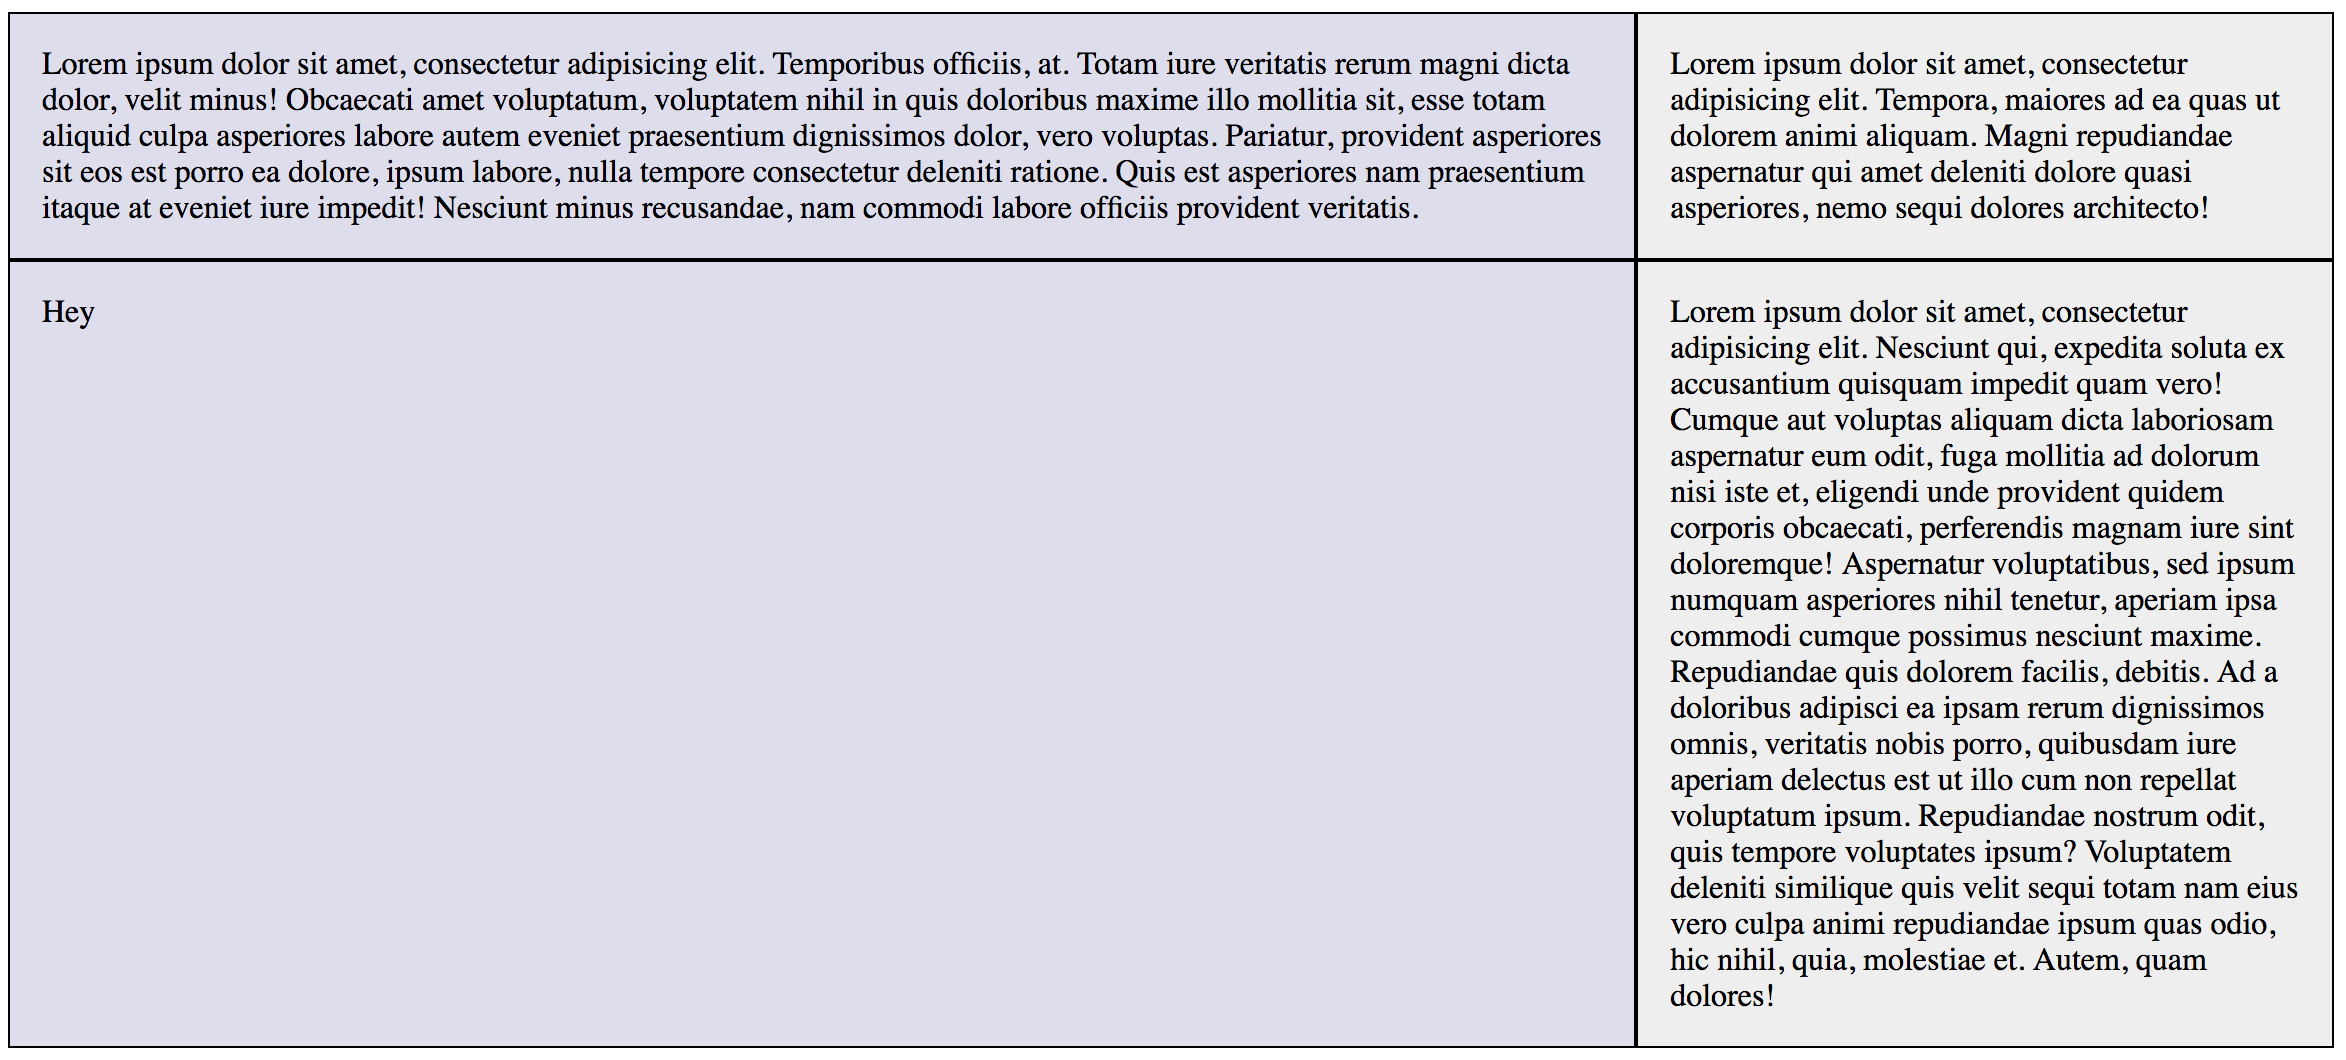 Lorem ipsum dolor sit amet, consectetur adipisicing elit. Temporibus officiis, at. Totam iure veritatis rerum magni dicta
dolor, velit minus! Obcaecati amet voluptatum, voluptatem nihil in quis doloribus maxime illo mollitia sit, esse totam
aliquid culpa asperiores labore autem eveniet praesentium dignissimos dolor, vero voluptas. Pariatur, provident asperiores
sit eos est porro ea dolore, ipsum labore, nulla tempore consectetur deleniti ratione. Quis est asperiores nam praesentium
itaque at eveniet iure impedit! Nesciunt minus recusandae, nam commodi labore officiis provident veritatis.
Lorem ipsum dolor sit amet, consectetur
adipisicing elit. Tempora, maiores ad ea quas ut
dolorem animi aliquam. Magni repudiandae
aspernatur qui amet deleniti dolore quasi
asperiores, nemo sequi dolores architecto!
Hey
Lorem ipsum dolor sit amet, consectetur
adipisicing elit. Nesciunt qui, expedita soluta ex
accusantium quisquam impedit quam vero!
Cumque aut voluptas aliquam dicta laboriosam
aspernatur eum odit, fuga mollitia ad dolorum
nisi iste et, eligendi unde provident quidem
corporis obcaecati, perferendis magnam iure sint
doloremque! Aspernatur voluptatibus, sed ipsum
numquam asperiores nihil tenetur, aperiam ipsa
commodi cumque possimus nesciunt maxime.
Repudiandae quis dolorem facilis, debitis. Ad a
doloribus adipisci ea ipsam rerum dignissimos
omnis, veritatis nobis porro, quibusdam iure
aperiam delectus est ut illo cum non repellat
voluptatum ipsum. Repudiandae nostrum odit,
quis tempore voluptates ipsum? Voluptatem
deleniti similique quis velit sequi totam nam eius
vero culpa animi repudiandae ipsum quas odio,
hic nihil, quia, molestiae et. Autem, quam
dolores!